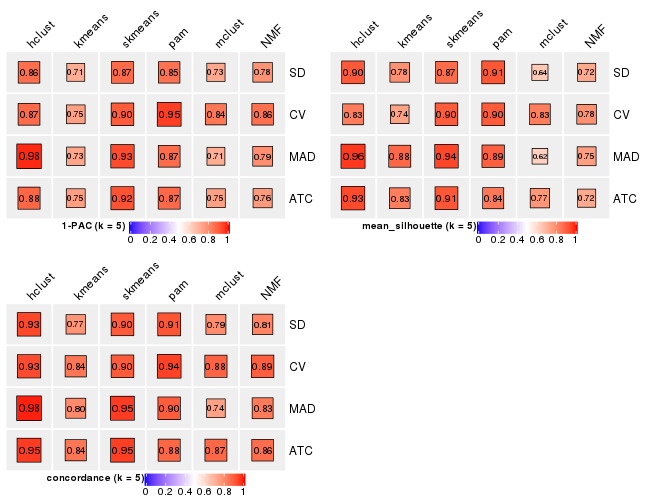 hclust kmeans skmeans pam mclust NMF
0.86 0.71 0.87 0.85 0.73 0.78 SD
0.87 0.75 0.90 0.95 0.84 0.86 CV
0.98 0.73 0.93 0.87 0.71 0.79 MAD
0.88 0.75 0.92 0.87 0.75 0.76 ATC
1-PAC (k = 5)
0 0.2 0.4 0.6 0.8 1
hclust kmeans skmeans pam mclust NMF
0.90 0.78 0.87 0.91 0.64 0.72 SD
0.83 0.74 0.90 0.90 0.83 0.78 CV
0.96 0.88 0.94 0.89 0.62 0.75 MAD
0.93 0.83 0.91 0.84 0.77 0.72 ATC
mean_silhouette (k = 5)
0 0.2 0.4 0.6 0.8 1
hclust kmeans skmeans pam mclust NMF
0.93 0.77 0.90 0.91 0.79 0.81 SD
0.93 0.84 0.90 0.94 0.88 0.89 CV
0.98 0.80 0.95 0.90 0.74 0.83 MAD
0.95 0.84 0.95 0.88 0.87 0.86 ATC
concordance (k = 5)
0 0.2 0.4 0.6 0.8 1